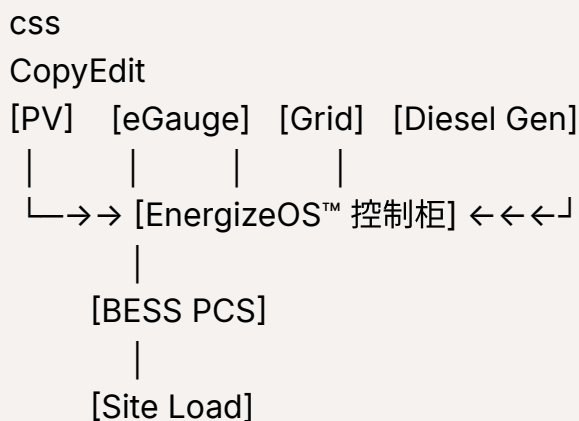 css
CopyEdit
[PV] [eGauge] [Grid] [Diesel Gen]
│ │ │ │
└─→→ [EnergizeOS™ 控制柜] ←←←┘
│
[BESS PCS]
│
[Site Load]